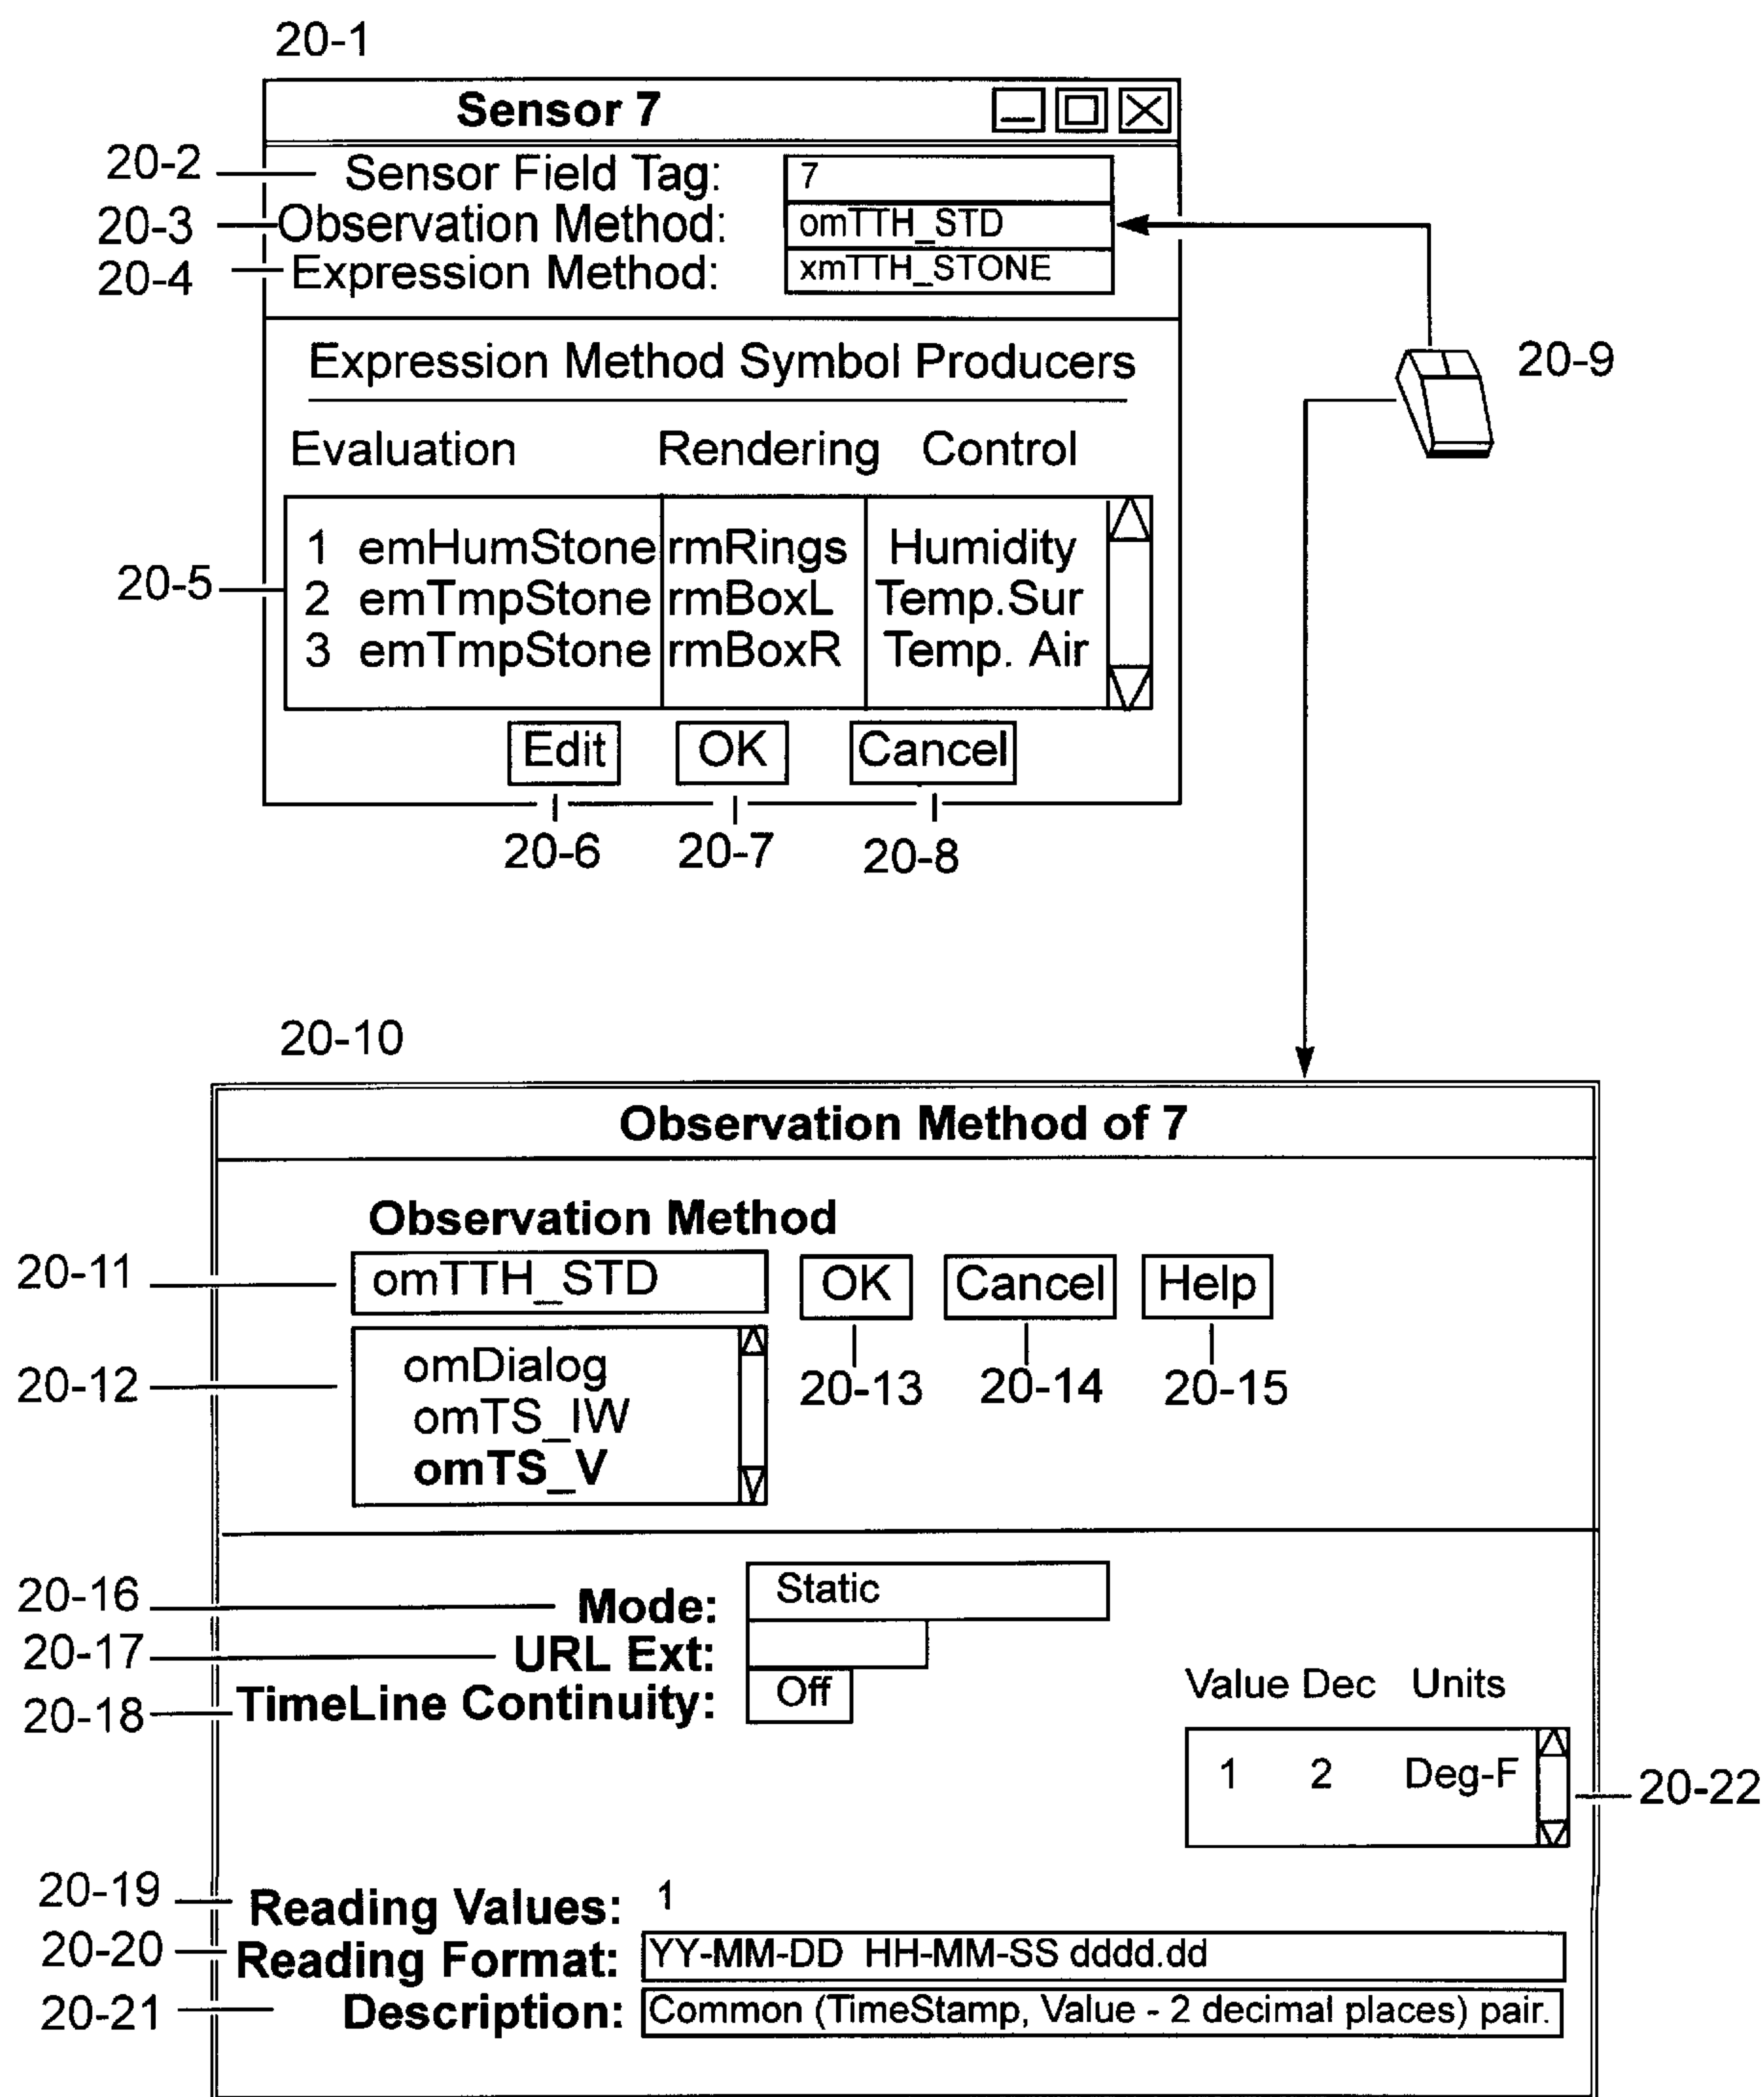 20-1
Sensor 7
20-2 Sensor Field Tag: 7
20-3 Observation Method: omTTH_STD
20-4 Expression Method: xmTTH_STONE
20-9
Expression Method Symbol Producers
Evaluation Rendering Control
1 emHumStone rmRings Humidity
20-5 2 emTmpStone rmBoxL Temp.Sur
3 emTmpStone rmBoxR Temp. Air
Edit OK Cancel
20-6 20-7 20-8
20-10
Observation Method of 7
Observation Method
20-11 omTTH_STD OK Cancel Help
20-12 omDialog 20-13 20-14 20-15
omTS_IW
omTS_V
20-16 Mode: Static
20-17 URL Ext:
20-18 TimeLine Continuity: Off
Value Dec Units
1 2 Deg-F 20-22
20-19 Reading Values: 1
20-20 Reading Format: YY-MM-DD HH-MM-SS dddd.dd
20-21 Description: Common (TimeStamp, Value - 2 decimal places) pair.